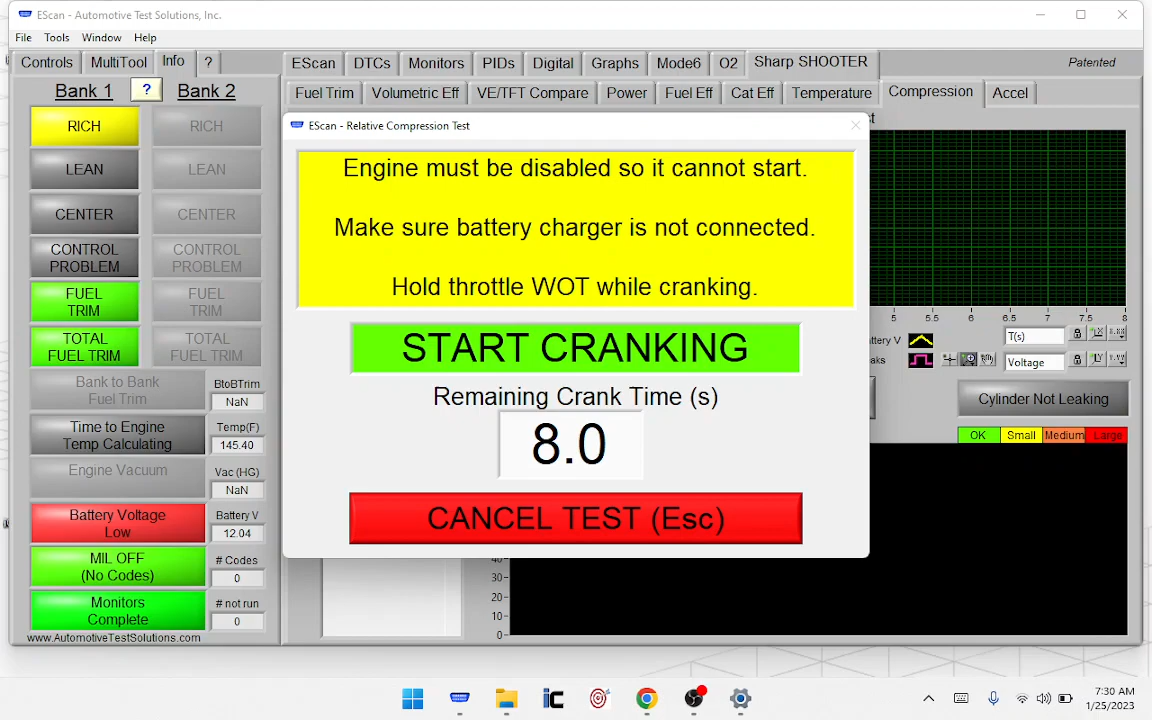 EScan - Automotive Test Solutions, Inc.
File Tools Window Help
Controls MultiTool Info ?
EScan DTCs Monitors PIDs Digital Graphs Mode6 O2 Sharp SHOOTER Patented
Fuel Trim Volumetric Eff VE/TFT Compare Power Fuel Eff Cat Eff Temperature Compression Accel
Bank 1 ? Bank 2
RICH RICH
LEAN LEAN
CENTER CENTER
CONTROL PROBLEM CONTROL PROBLEM
FUEL TRIM FUEL TRIM
TOTAL FUEL TRIM TOTAL FUEL TRIM
Bank to Bank Fuel Trim
BtoBTrim
NaN
Time to Engine Temp Calculating
Temp(F)
145.40
Engine Vacuum
Vac (HG)
NaN
Battery Voltage Low
Battery V
12.04
MIL OFF (No Codes)
# Codes
0
Monitors Complete
# not run
0
www.AutomotiveTestSolutions.com
EScan - Relative Compression Test
Engine must be disabled so it cannot start.
Make sure battery charger is not connected.
Hold throttle WOT while cranking.
START CRANKING
Remaining Crank Time (s)
8.0
CANCEL TEST (Esc)
5 5.5 6 6.5 7 7.5 8
T(s)
Voltage
Cylinder Not Leaking
OK Small Medium Large
30
20
10
0
7:30 AM
1/25/2023